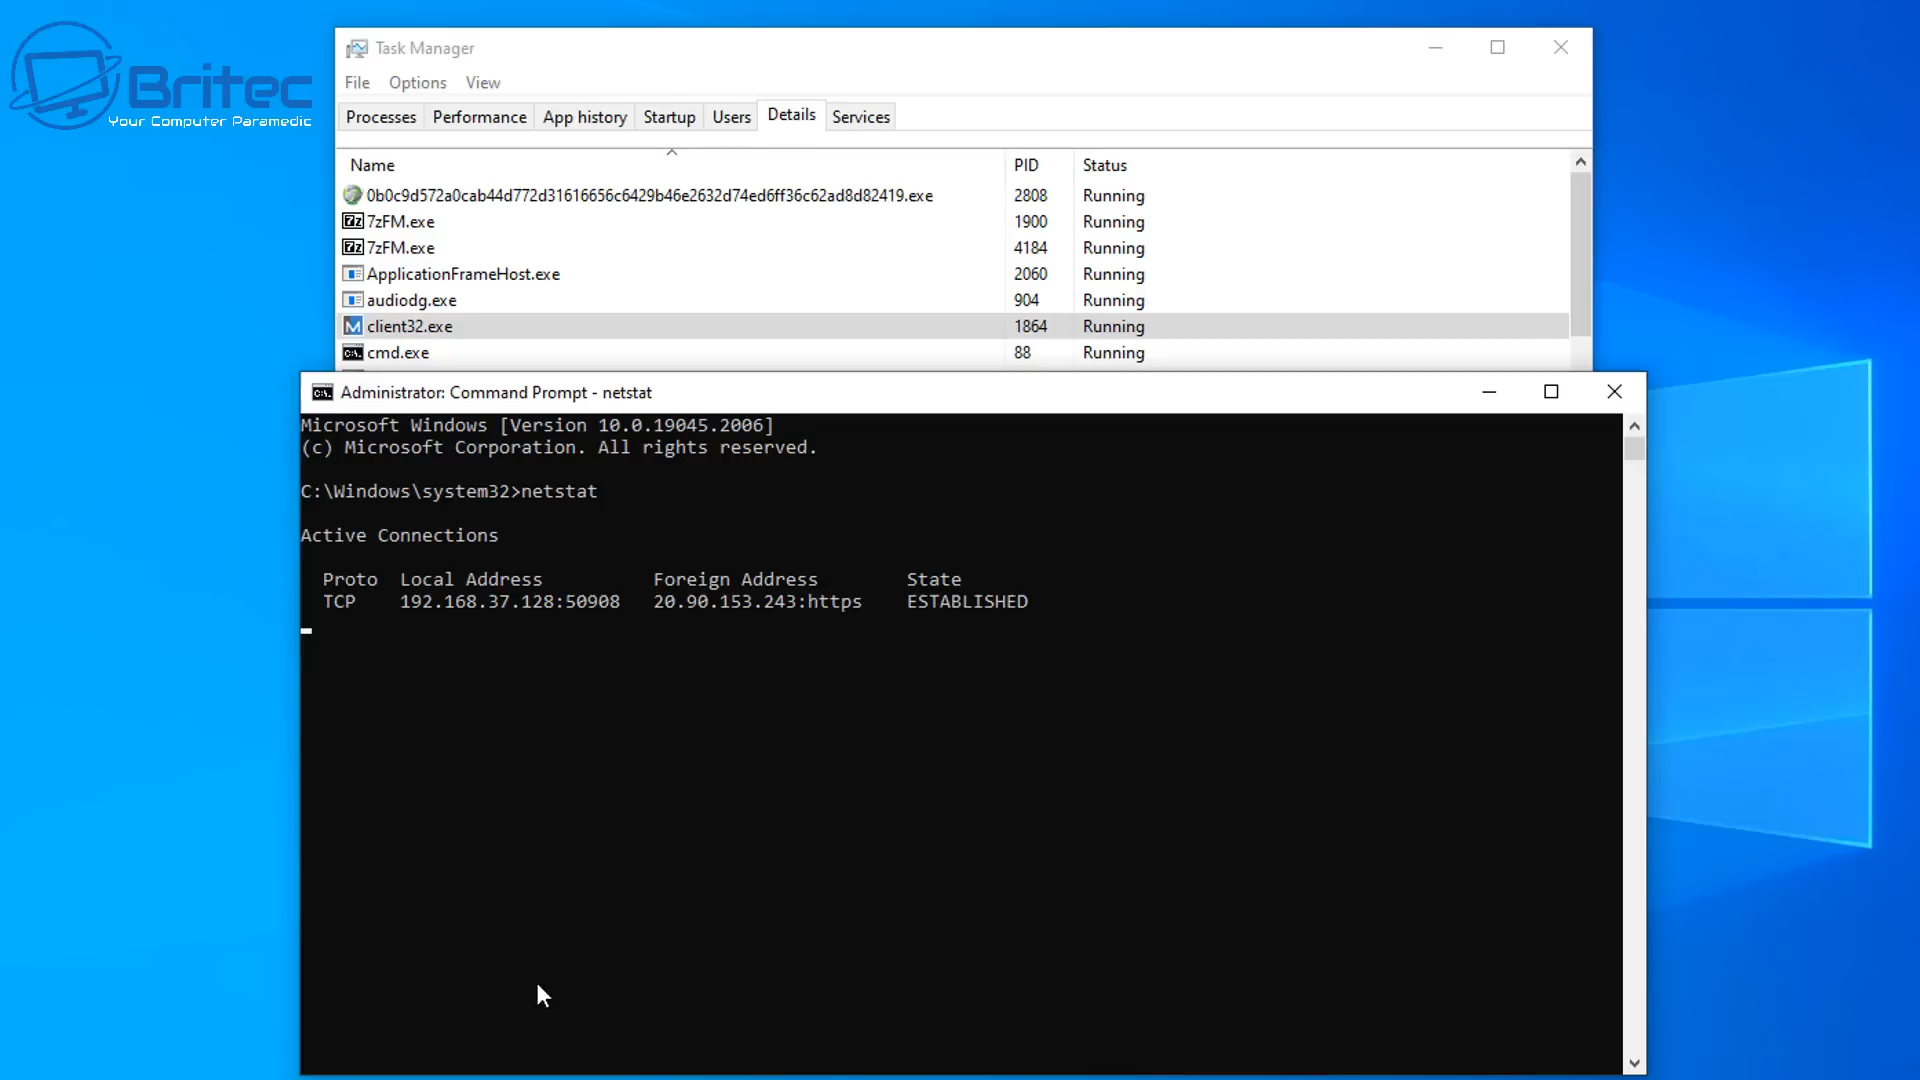 Britec
Your Computer Paramedic
Task Manager
File Options View
Processes Performance App history Startup Users Details Services
Name PID Status
0b0c9d572a0cab44d772d31616656c6429b46e2632d74ed6ff36c62ad8d82419.exe 2808 Running
7zFM.exe 1900 Running
7zFM.exe 4184 Running
ApplicationFrameHost.exe 2060 Running
audiodg.exe 904 Running
client32.exe 1864 Running
cmd.exe 88 Running
Administrator: Command Prompt - netstat
Microsoft Windows [Version 10.0.19045.2006]
(c) Microsoft Corporation. All rights reserved.
C:\Windows\system32>netstat
Active Connections
Proto Local Address Foreign Address State
TCP 192.168.37.128:50908 20.90.153.243:https ESTABLISHED